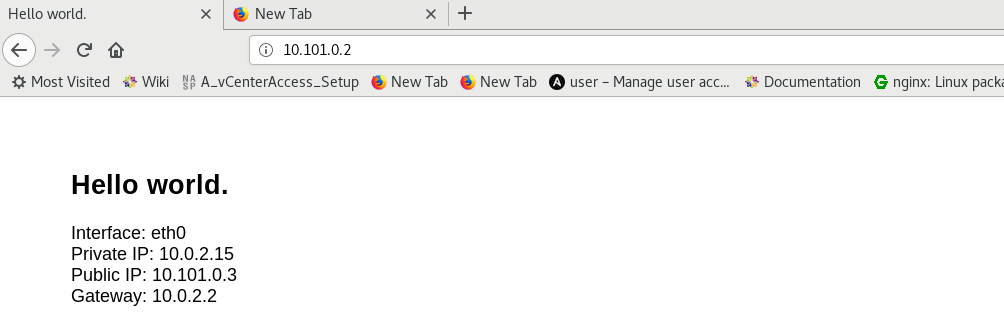 Hello world.
New Tab
10.101.0.2
Most Visited
Wiki
NA SP A_vCenterAccess_Setup
New Tab
New Tab
user – Manage user acc...
Documentation
nginx: Linux packa
Hello world.
Interface: eth0
Private IP: 10.0.2.15
Public IP: 10.101.0.3
Gateway: 10.0.2.2